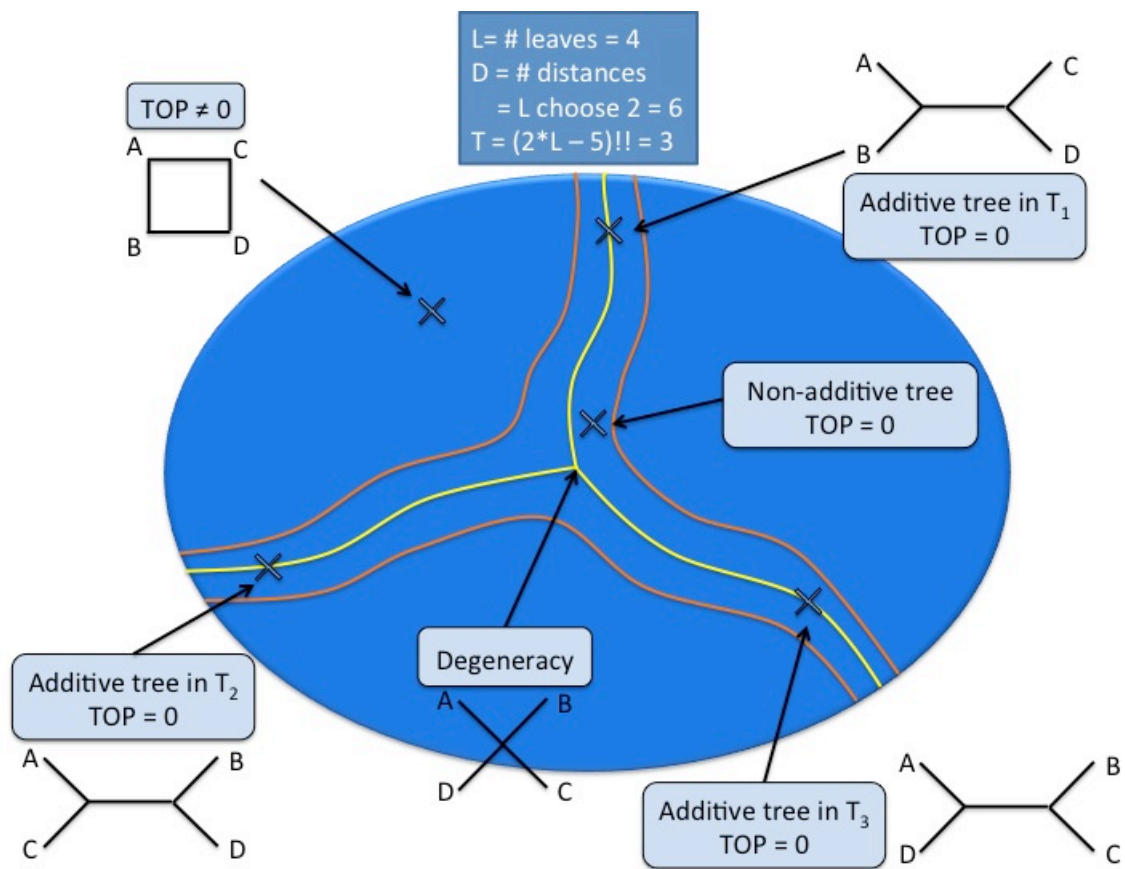 L= # leaves = 4
D = # distances
= L choose 2 = 6
T = (2*L – 5)!! = 3
TOP ≠ 0
A C
B D
A C
B D
Additive tree in T₁
TOP = 0
Non-additive tree
TOP = 0
Degeneracy
A B
D C
Additive tree in T₂
TOP = 0
A B
C D
Additive tree in T₃
TOP = 0
A B
D C